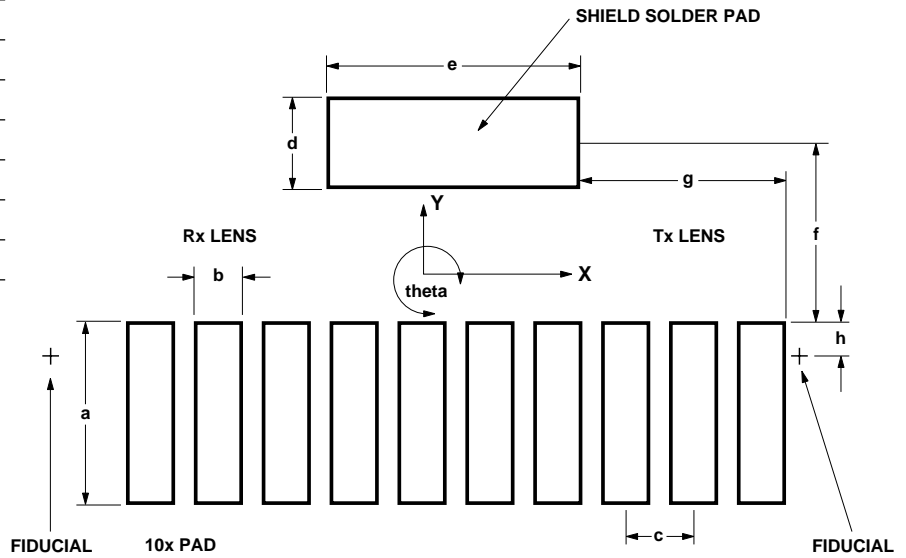 SHIELD SOLDER PAD
e
d
g
Y
Rx LENS
Tx LENS
f
b
X
theta
h
a
c
FIDUCIAL
10x PAD
FIDUCIAL